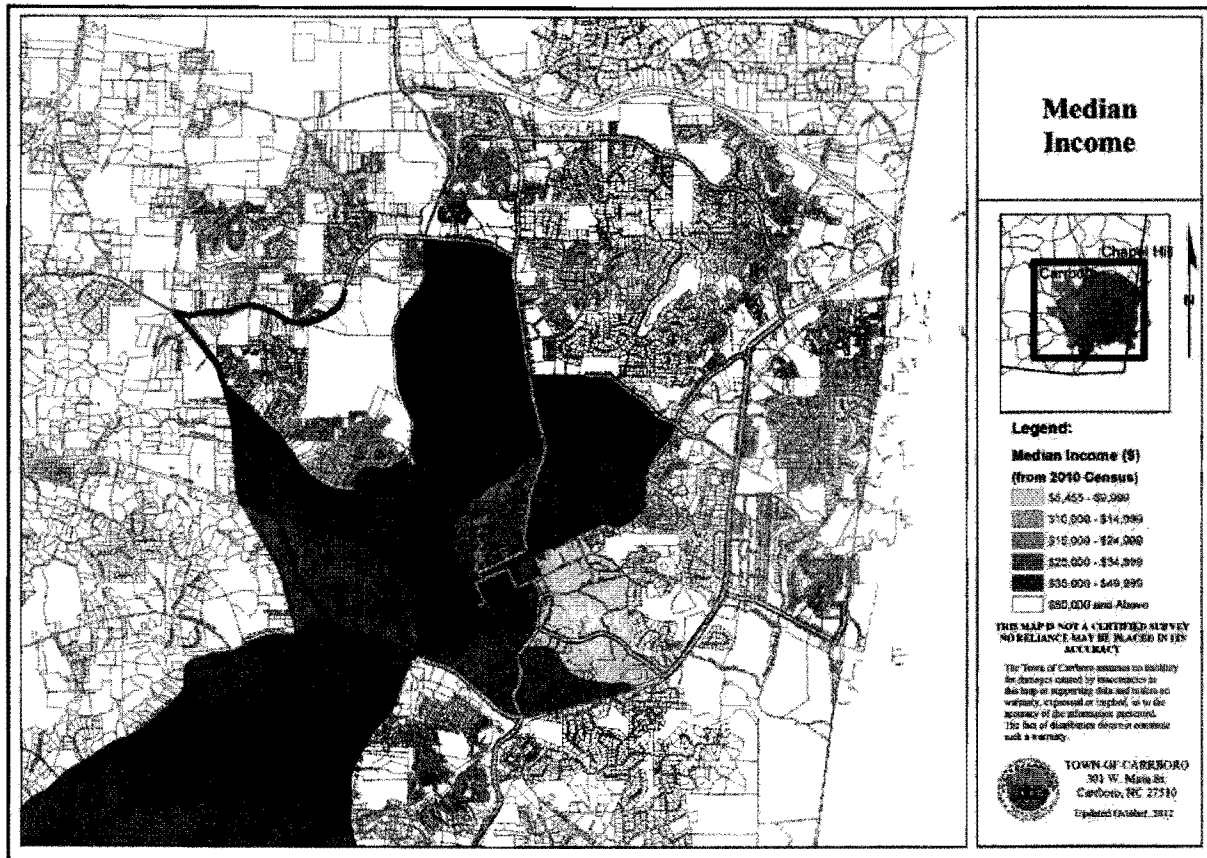 Median
Income
Chapel Hill
Carrboro
N
Legend:
Median Income ($)
(from 2010 Census)
$5,455 - $9,999
$10,000 - $14,999
$15,000 - $24,999
$25,000 - $34,999
$35,000 - $49,999
$50,000 and Above
THIS MAP IS NOT A CERTIFIED SURVEY
NO RELIANCE MAY BE PLACED IN ITS
ACCURACY
The Town of Carrboro assumes no liability
for damages caused by inaccuracies in
this map or supporting data and makes no
warranty, expressed or implied, as to the
accuracy of the information presented.
The fact of distribution does not constitute
such a warranty.
TOWN OF CARRBORO
301 W. Main St.
Carrboro, NC 27510
Updated October, 2012